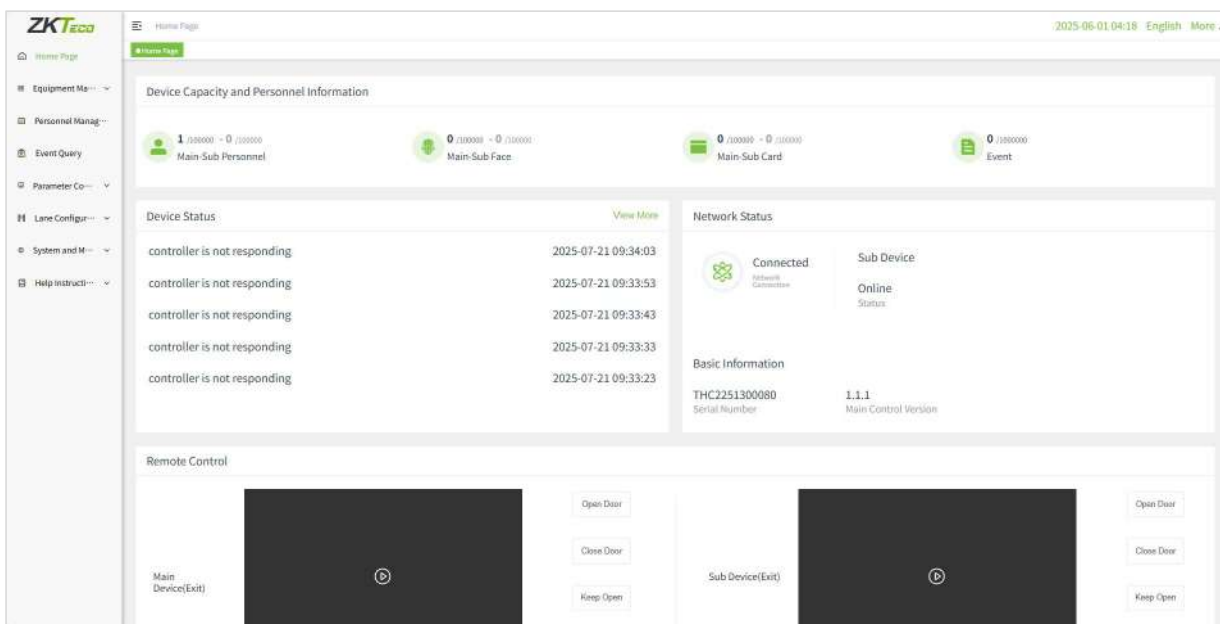 ZKTeco
Home Page
2025-06-01 04:18 English More
Home Page
Home Page
Equipment Ma···
Personnel Manag···
Event Query
Parameter Co···
Lane Configur···
System and M···
Help Instructi···
Device Capacity and Personnel Information
1 /100000 - 0 /100000
Main-Sub Personnel
0 /100000 - 0 /100000
Main-Sub Face
0 /100000 - 0 /100000
Main-Sub Card
0 /1000000
Event
Device Status
View More
controller is not responding 2025-07-21 09:34:03
controller is not responding 2025-07-21 09:33:53
controller is not responding 2025-07-21 09:33:43
controller is not responding 2025-07-21 09:33:33
controller is not responding 2025-07-21 09:33:23
Network Status
Connected
Network
Connection
Sub Device
Online
Status
Basic Information
THC2251300080
Serial Number
1.1.1
Main Control Version
Remote Control
Main
Device(Exit)
Open Door
Close Door
Keep Open
Sub Device(Exit)
Open Door
Close Door
Keep Open